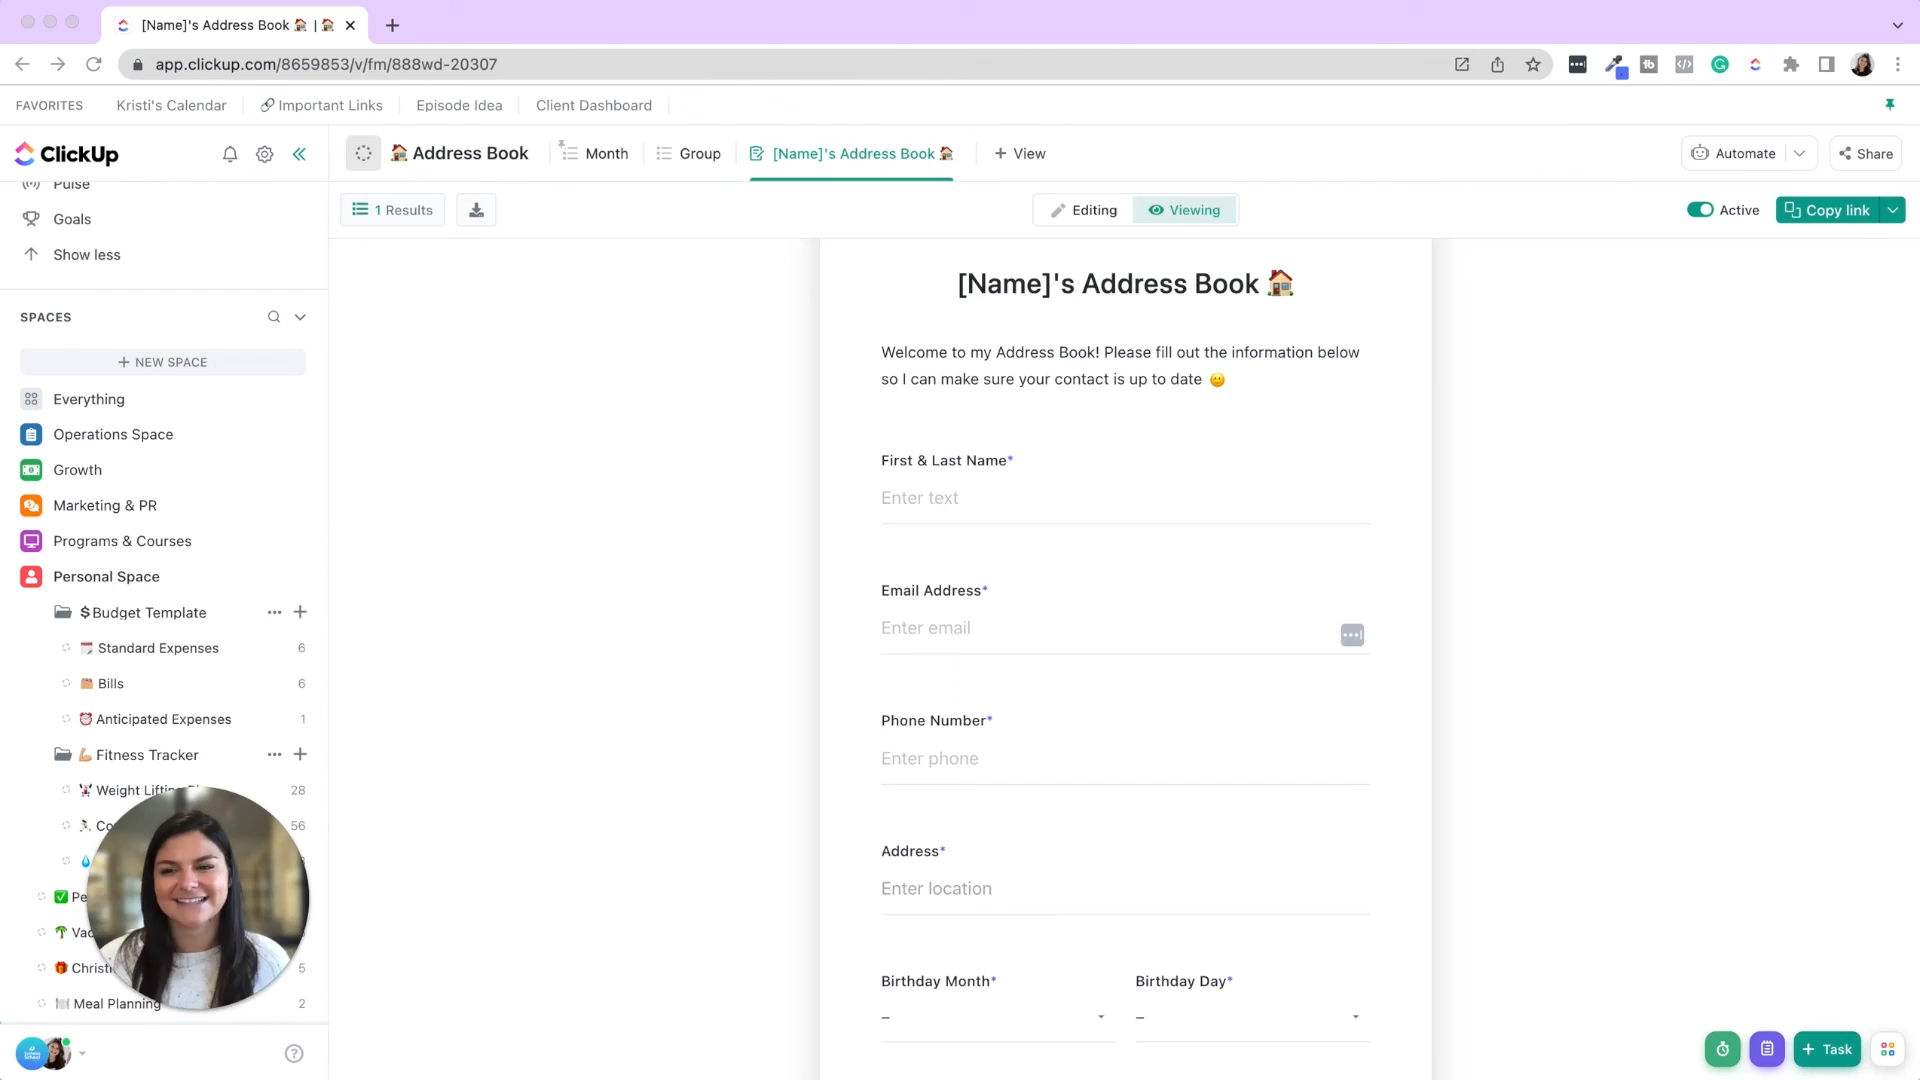 [Name]'s Address Book 🏠 | 🏠
app.clickup.com/8659853/v/fm/888wd-20307
FAVORITES
Kristi's Calendar
Important Links
Episode Idea
Client Dashboard
ClickUp
🏠 Address Book
Month
Group
[Name]'s Address Book 🏠
+ View
Automate
Share
Pulse
Goals
Show less
1 Results
Editing
Viewing
Active
Copy link
SPACES
+ NEW SPACE
Everything
Operations Space
Growth
Marketing & PR
Programs & Courses
Personal Space
$Budget Template
Standard Expenses 6
Bills 6
Anticipated Expenses 1
Fitness Tracker
Weight Lifting 28
56
Meal Planning 2
5
[Name]'s Address Book 🏠
Welcome to my Address Book! Please fill out the information below
so I can make sure your contact is up to date 🙂
First & Last Name*
Enter text
Email Address*
Enter email
Phone Number*
Enter phone
Address*
Enter location
Birthday Month*
Birthday Day*
–
–
+ Task